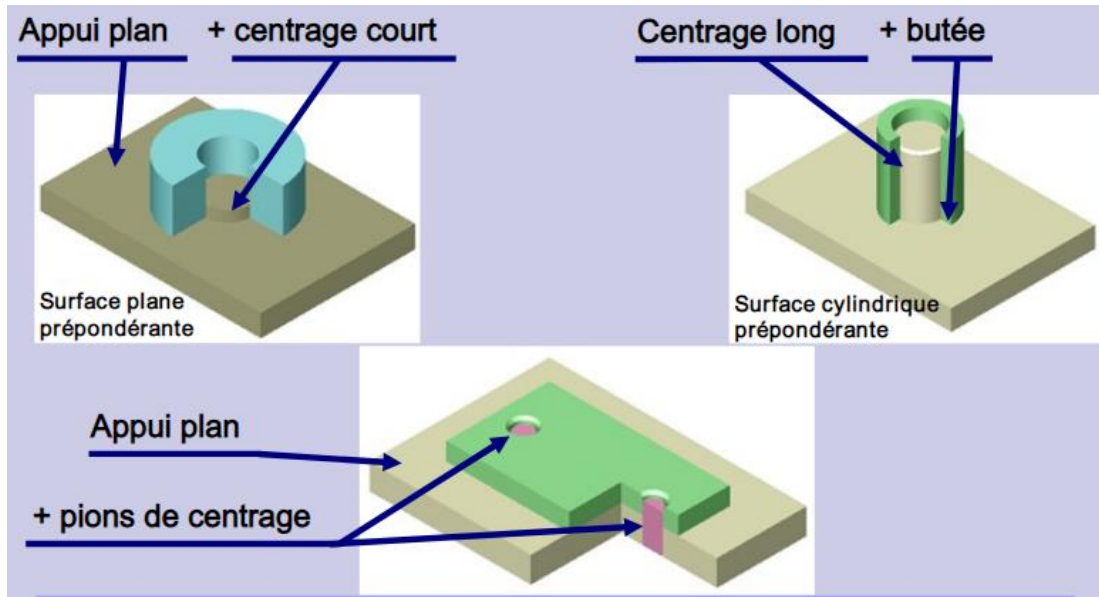 Appui plan + centrage court
Centrage long + butée
Surface plane
prépondérante
Surface cylindrique
prépondérante
Appui plan
+ pions de centrage